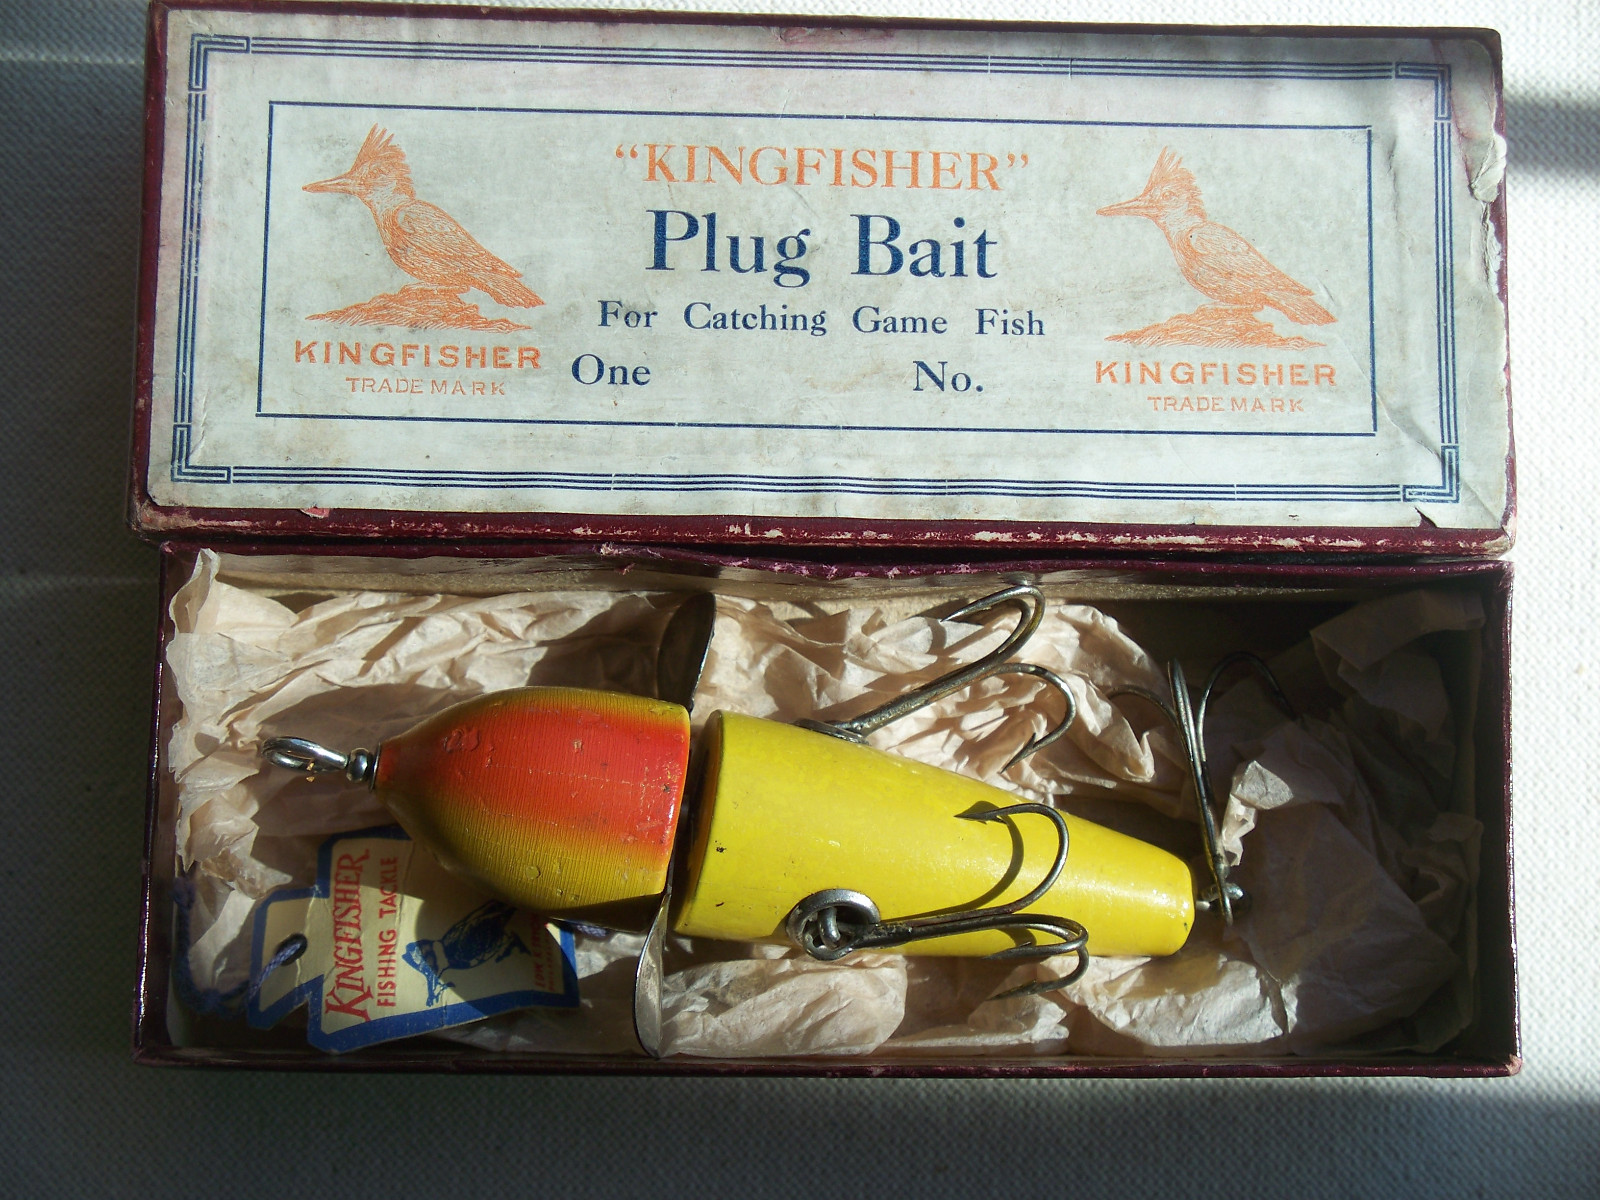 "KINGFISHER"
Plug Bait
For Catching Game Fish
One No.
KINGFISHER
TRADE MARK
KINGFISHER
TRADE MARK
KINGFISHER
FISHING TACKLE